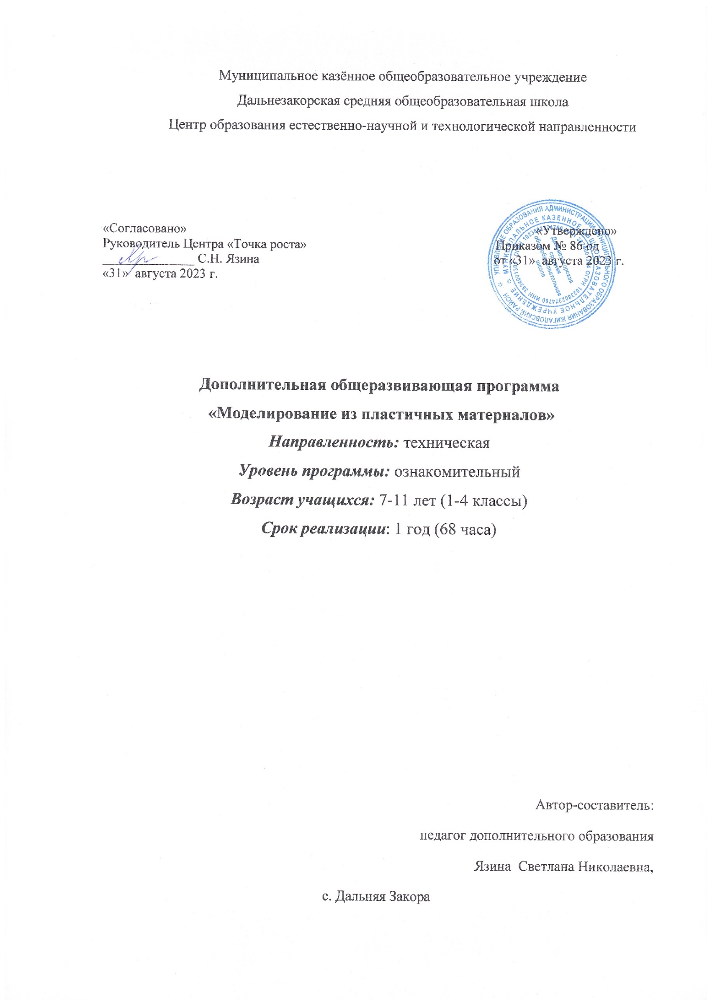 Муниципальное казённое общеобразовательное учреждение
Дальнезакорская средняя общеобразовательная школа
Центр образования естественно-научной и технологической направленности
«Согласовано»
Руководитель Центра «Точка роста»
_______________ С.Н. Язина
«31» августа 2023 г.
«Утверждено»
Приказом № 86 од
от «31» августа 2023 г.
УПРАВЛЕНИЕ ОБРАЗОВАНИЯ АДМИНИСТРАЦИИ МУНИЦИПАЛЬНОГО ОБРАЗОВАНИЯ ЖИГАЛОВСКИЙ РАЙОН
МУНИЦИПАЛЬНОЕ КАЗЕННОЕ ОБЩЕОБРАЗОВАТЕЛЬНОЕ УЧРЕЖДЕНИЕ
ОГРН 1023802374760 ИНН
Дальнезакорская
средняя
общеобразовательная
школа
Дополнительная общеразвивающая программа
«Моделирование из пластичных материалов»
Направленность: техническая
Уровень программы: ознакомительный
Возраст учащихся: 7-11 лет (1-4 классы)
Срок реализации: 1 год (68 часа)
Автор-составитель:
педагог дополнительного образования
Язина Светлана Николаевна,
с. Дальняя Закора